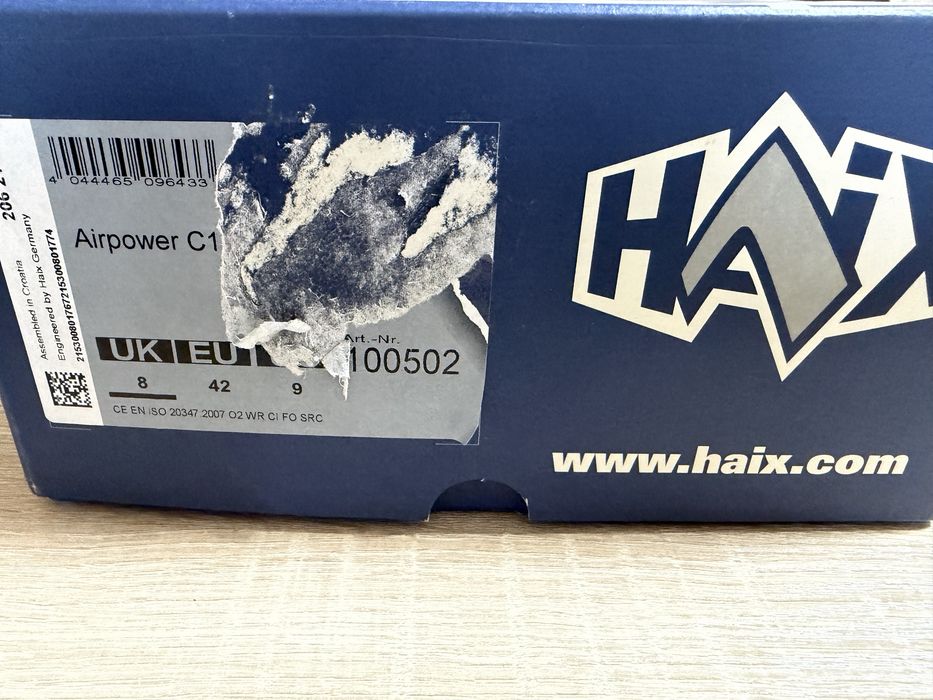 4 044465 096433
Airpower C1
Art.-Nr.
100502
UK EU
8 42 9
CE EN ISO 20347:2007 O2 WR CI FO SRC
Assembled in Croatia
Engineered by Haix Germany
HAiX
www.haix.com